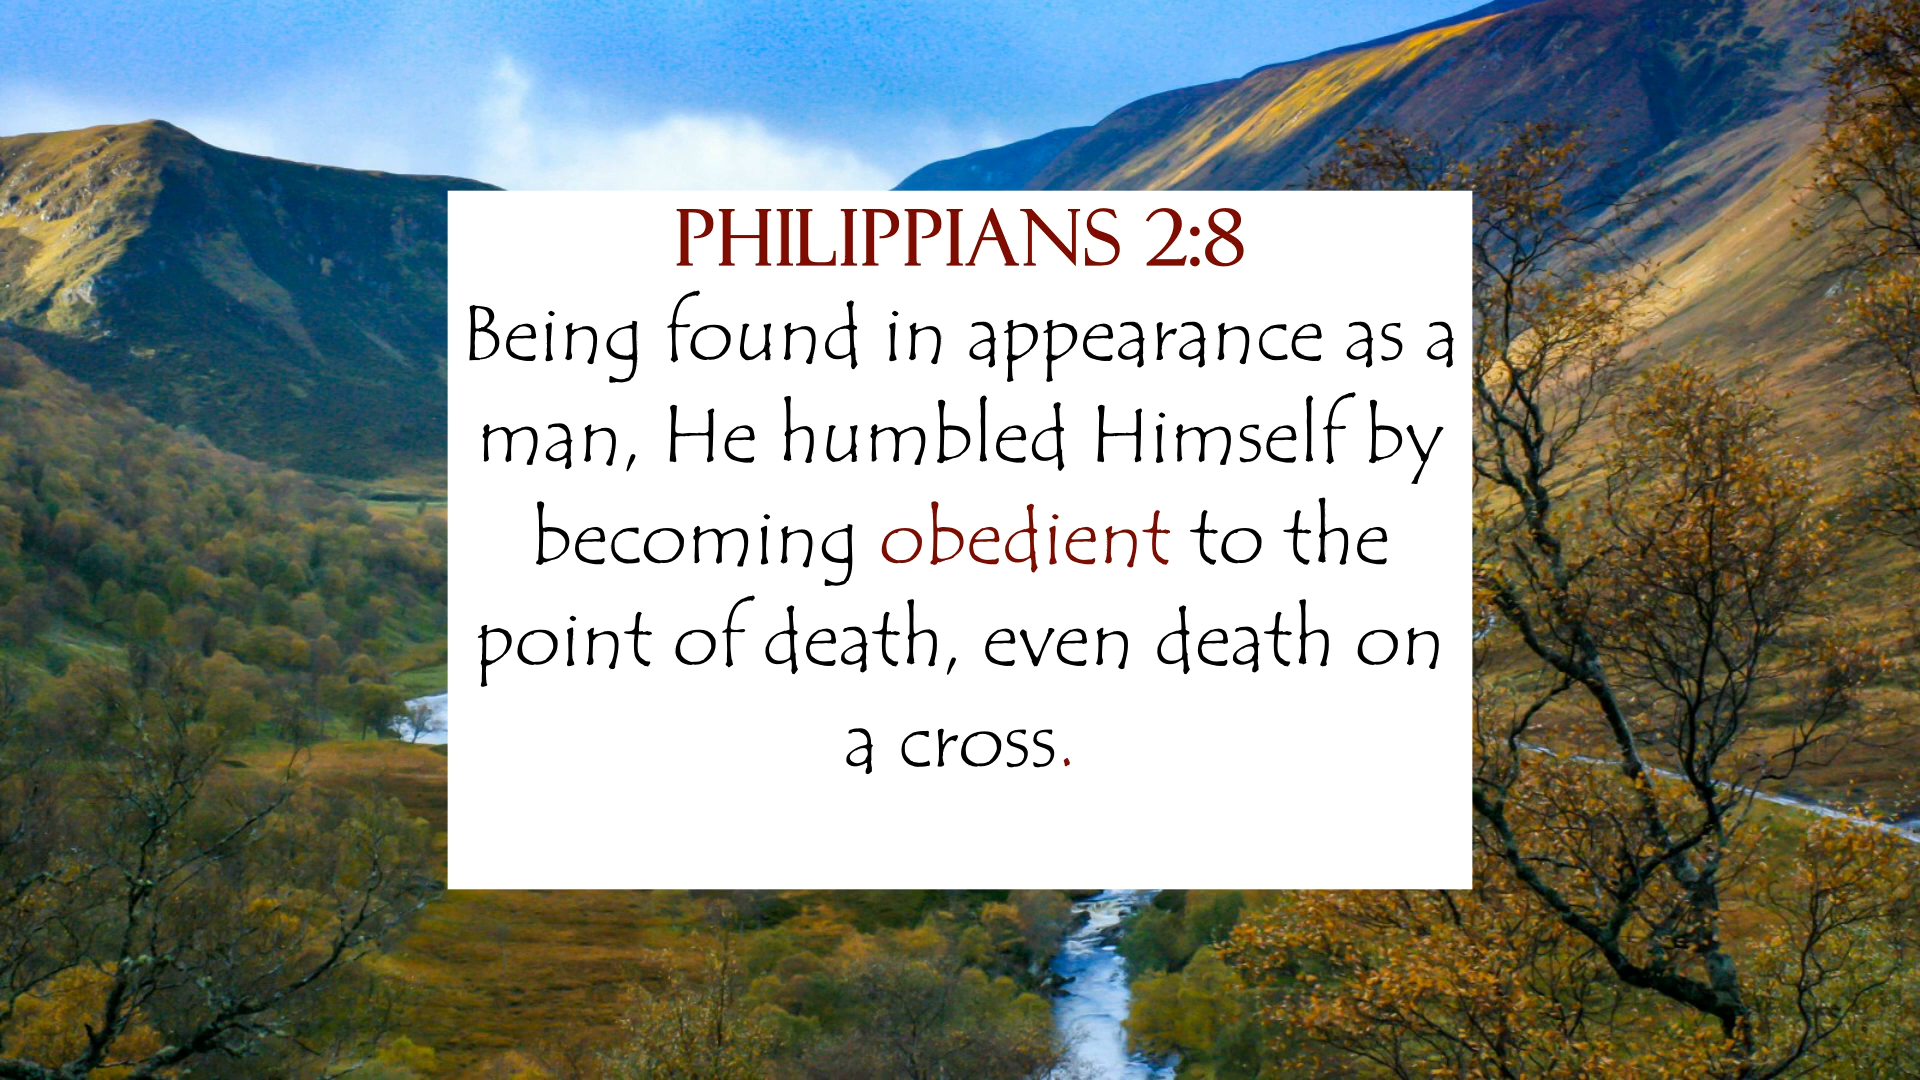 PHILIPPIANS 2:8
Being found in appearance as a
man, He humbled Himself by
becoming obedient to the
point of death, even death on
a cross.